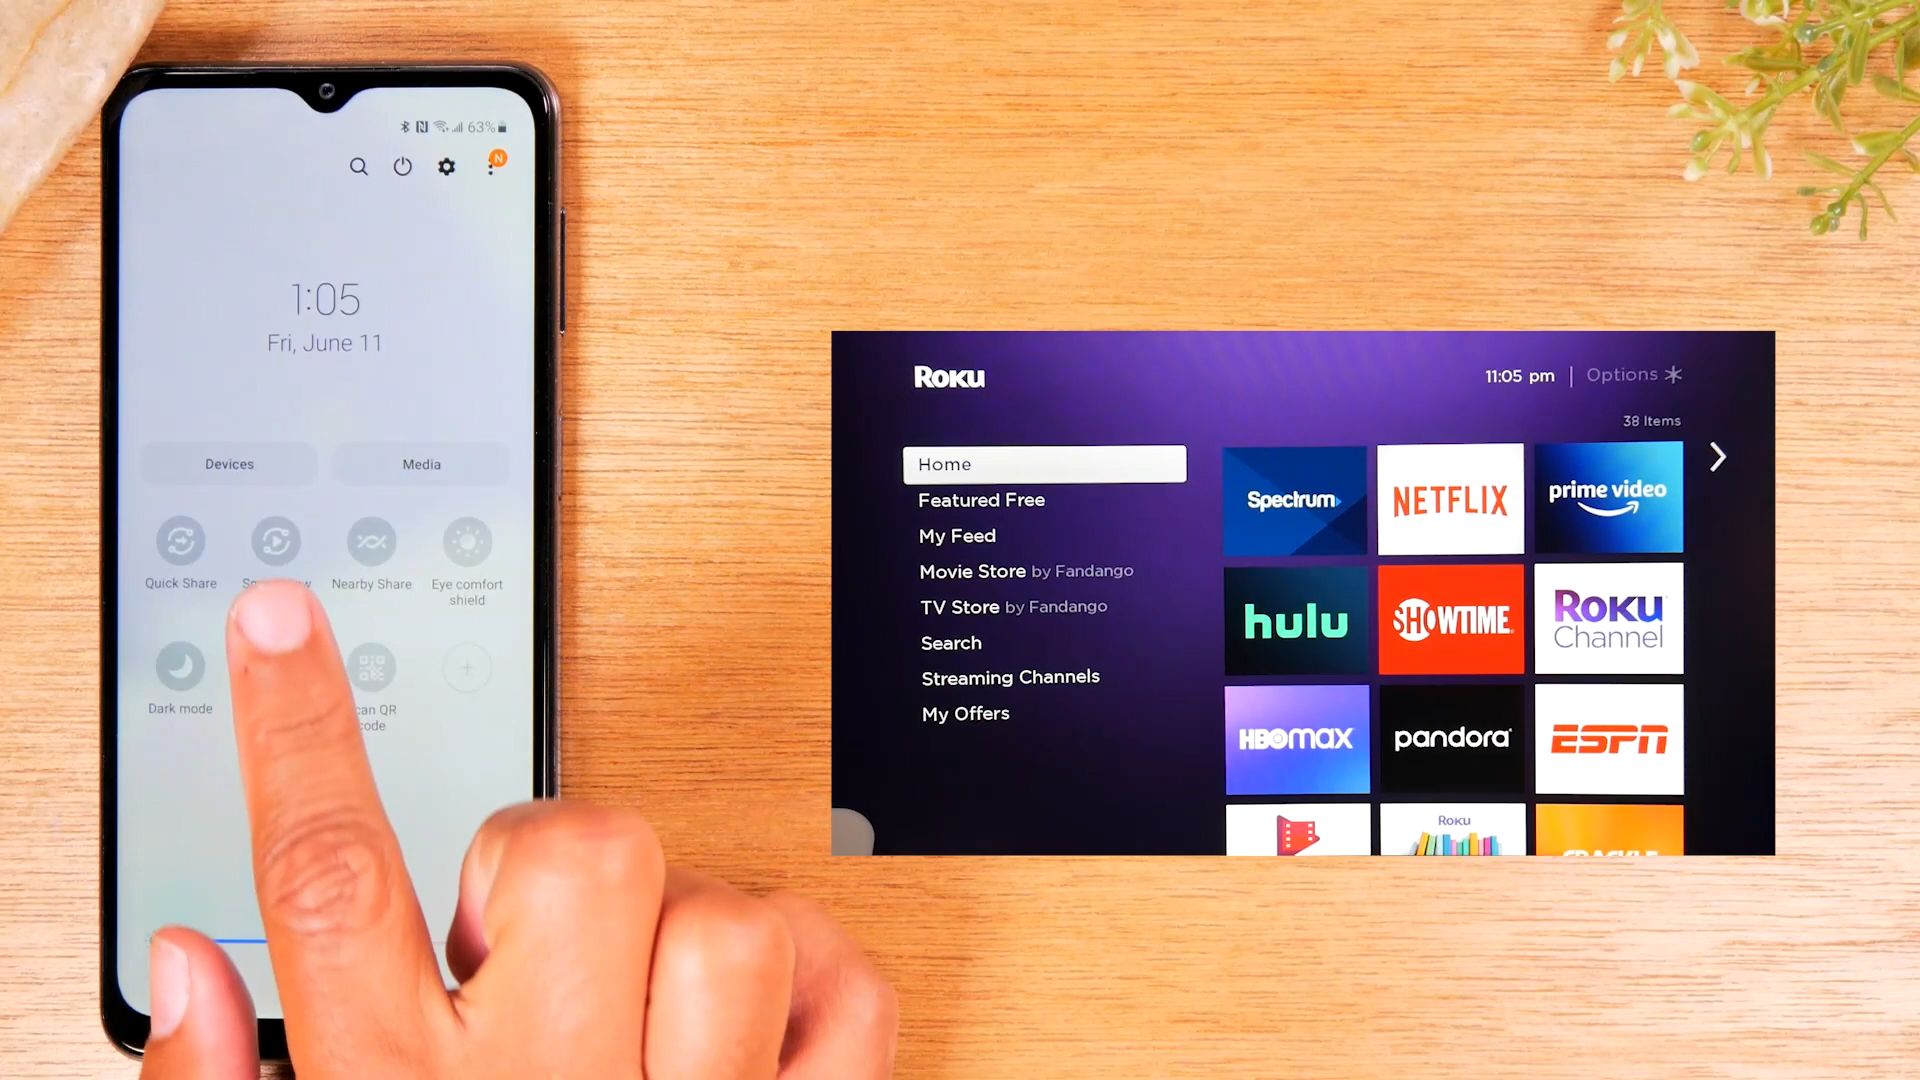 63%
N
1:05
Fri, June 11
Devices
Media
Quick Share
Nearby Share
Eye comfort
shield
Dark mode
QR
code
Roku
11:05 pm | Options
38 Items
Home
Featured Free
My Feed
Movie Store by Fandango
TV Store by Fandango
Search
Streaming Channels
My Offers
Spectrum
NETFLIX
prime video
hulu
SHOWTIME
Roku
Channel
HBOMAX
pandora
ESPN
Roku